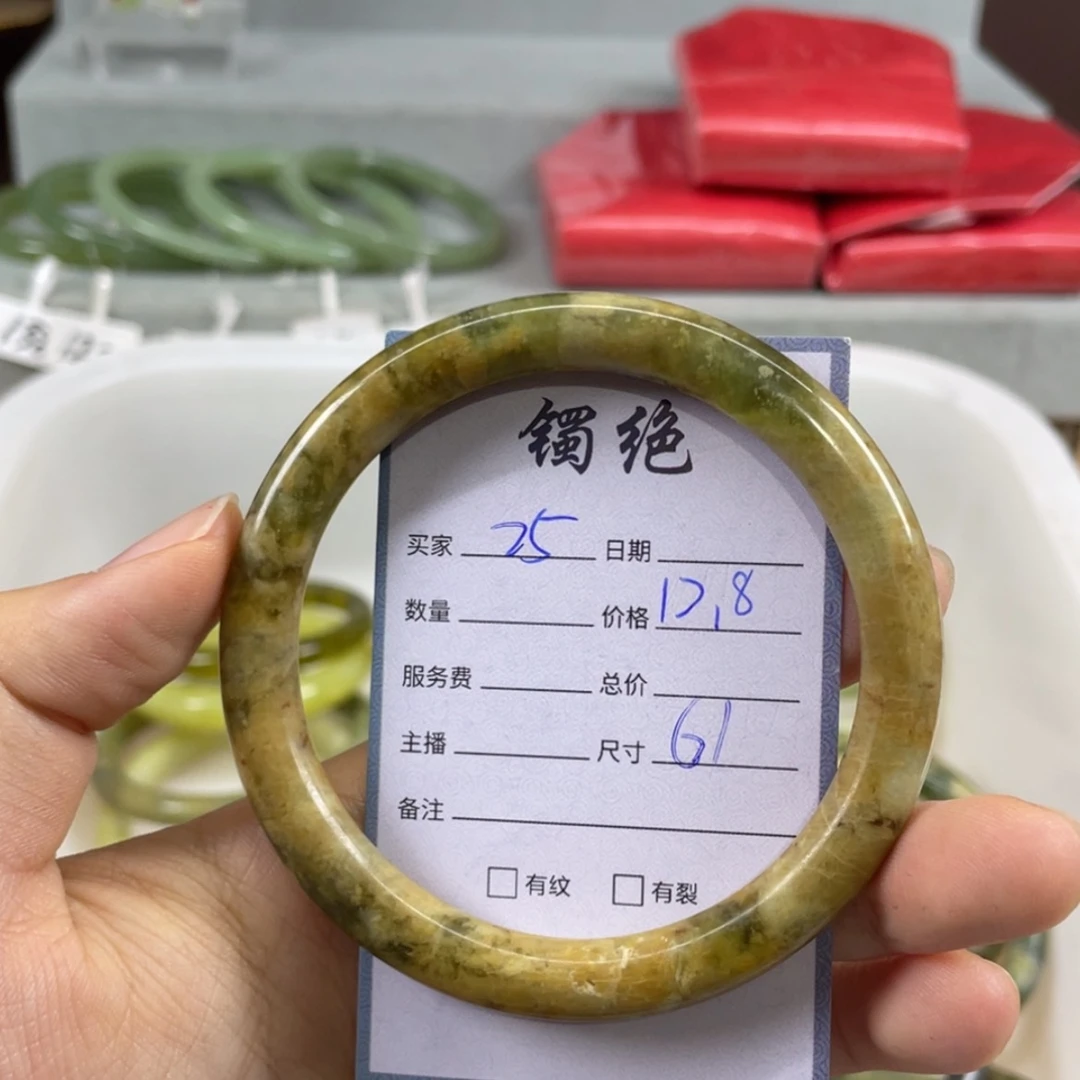 镯绝
买家 25 日期
数量 价格 17,8
服务费 总价
主播 尺寸 61
备注
□ 有纹 □ 有裂